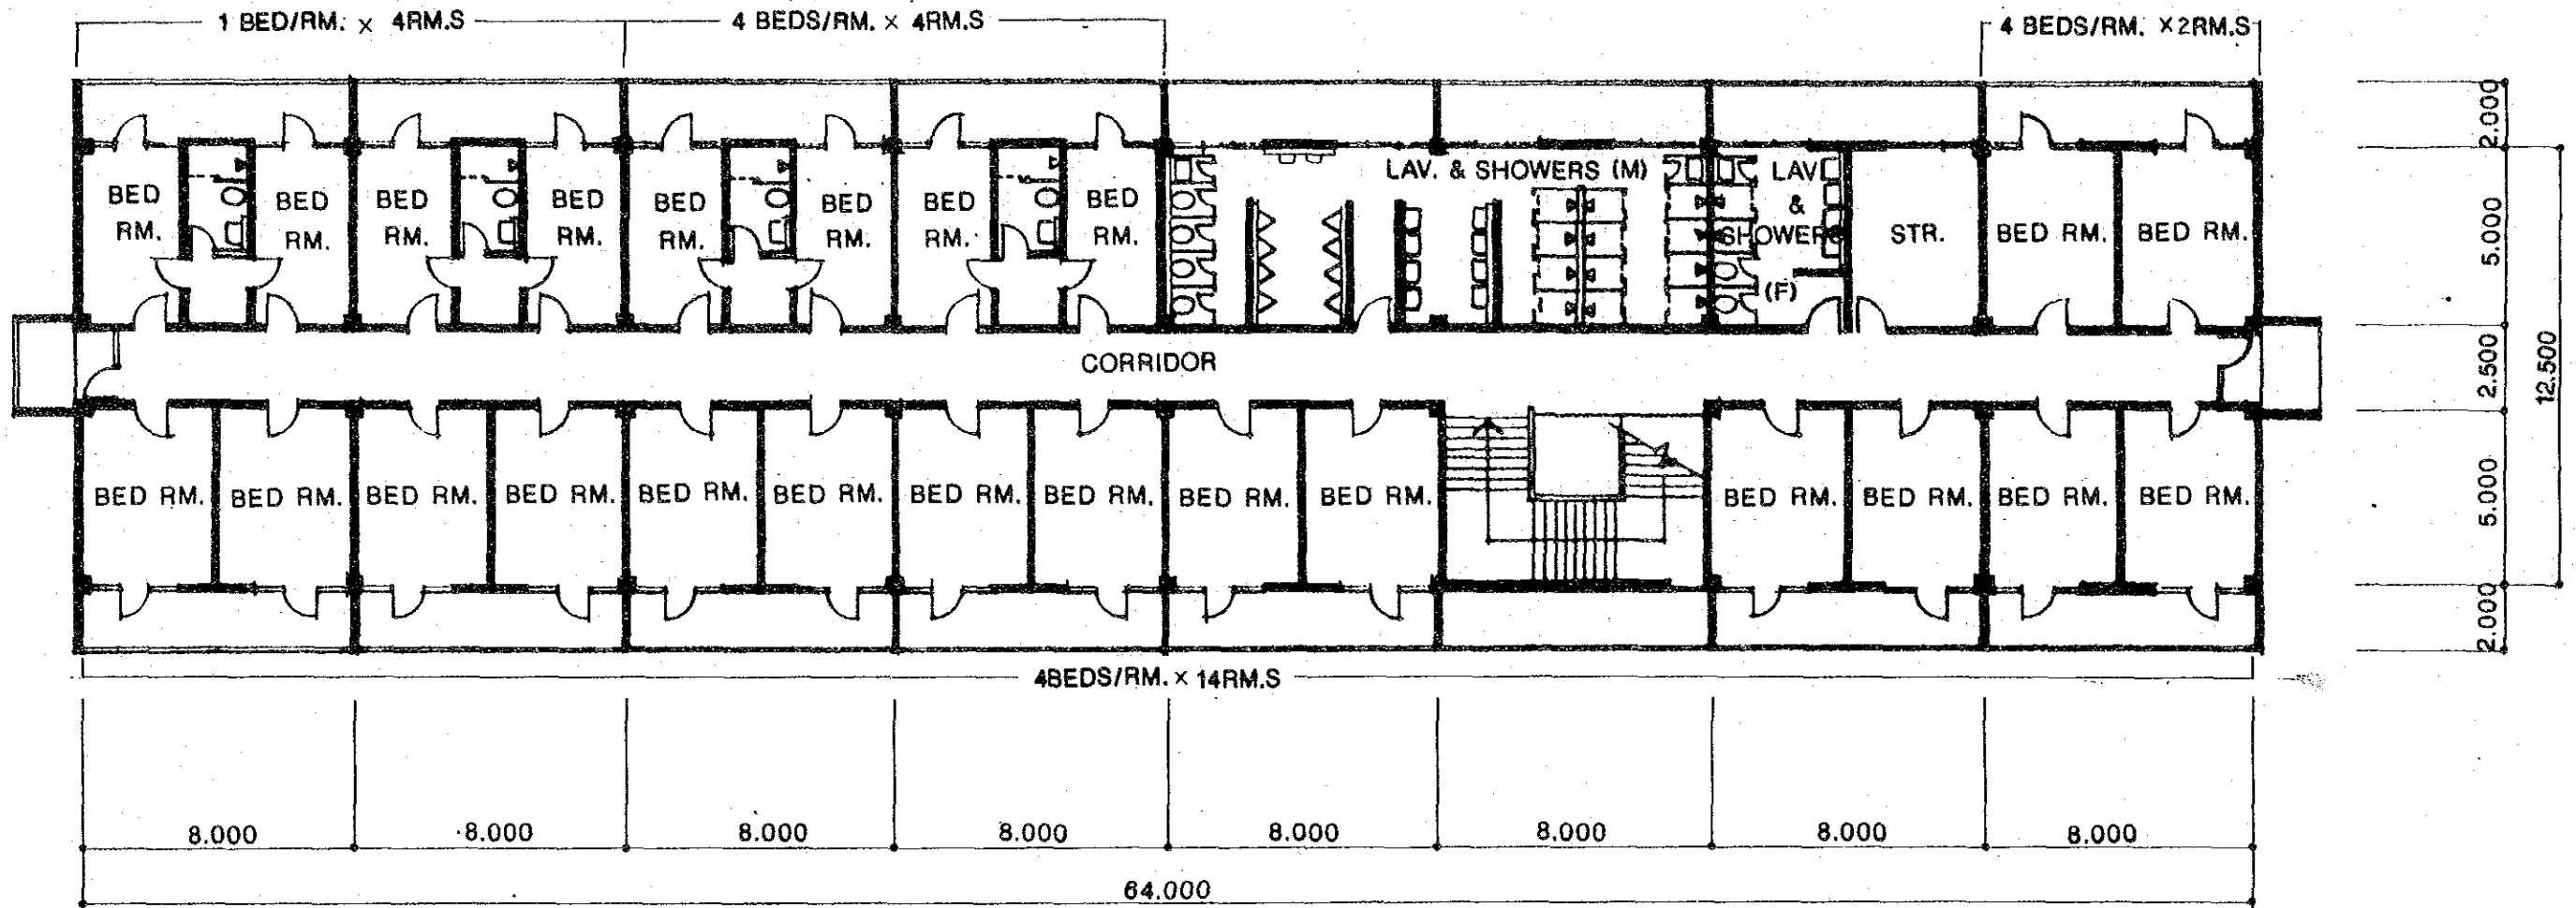 1 BED/RM. × 4RM.S
4 BEDS/RM. × 4RM.S
4 BEDS/RM. ×2RM.S
BED RM.
BED RM.
BED RM.
BED RM.
BED RM.
BED RM.
BED RM.
BED RM.
LAV. & SHOWERS (M)
LAV. & SHOWERS (F)
STR.
BED RM.
BED RM.
CORRIDOR
BED RM.
BED RM.
BED RM.
BED RM.
BED RM.
BED RM.
BED RM.
BED RM.
BED RM.
BED RM.
BED RM.
BED RM.
BED RM.
BED RM.
4BEDS/RM. × 14RM.S
2.000
5.000
2.500
5.000
2.000
12.500
8.000
8.000
8.000
8.000
8.000
8.000
8.000
8.000
64.000